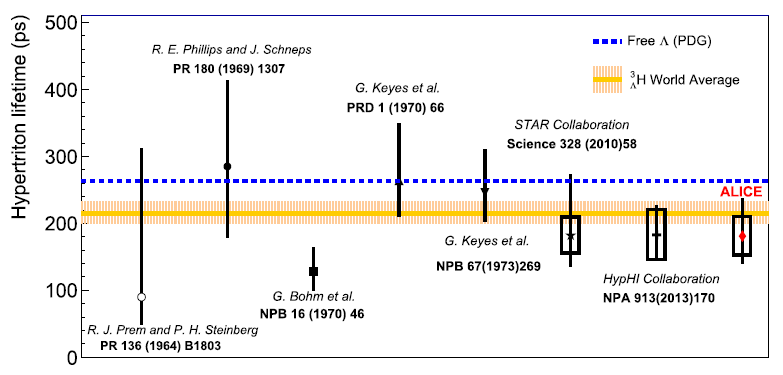 Hypertriton lifetime (ps)
500
400
300
200
100
0
R. E. Phillips and J. Schneps
PR 180 (1969) 1307
G. Keyes et al.
PRD 1 (1970) 66
Free Λ (PDG)
³ΛH World Average
STAR Collaboration
Science 328 (2010)58
ALICE
G. Keyes et al.
NPB 67(1973)269
HypHI Collaboration
NPA 913(2013)170
G. Bohm et al.
NPB 16 (1970) 46
R. J. Prem and P. H. Steinberg
PR 136 (1964) B1803